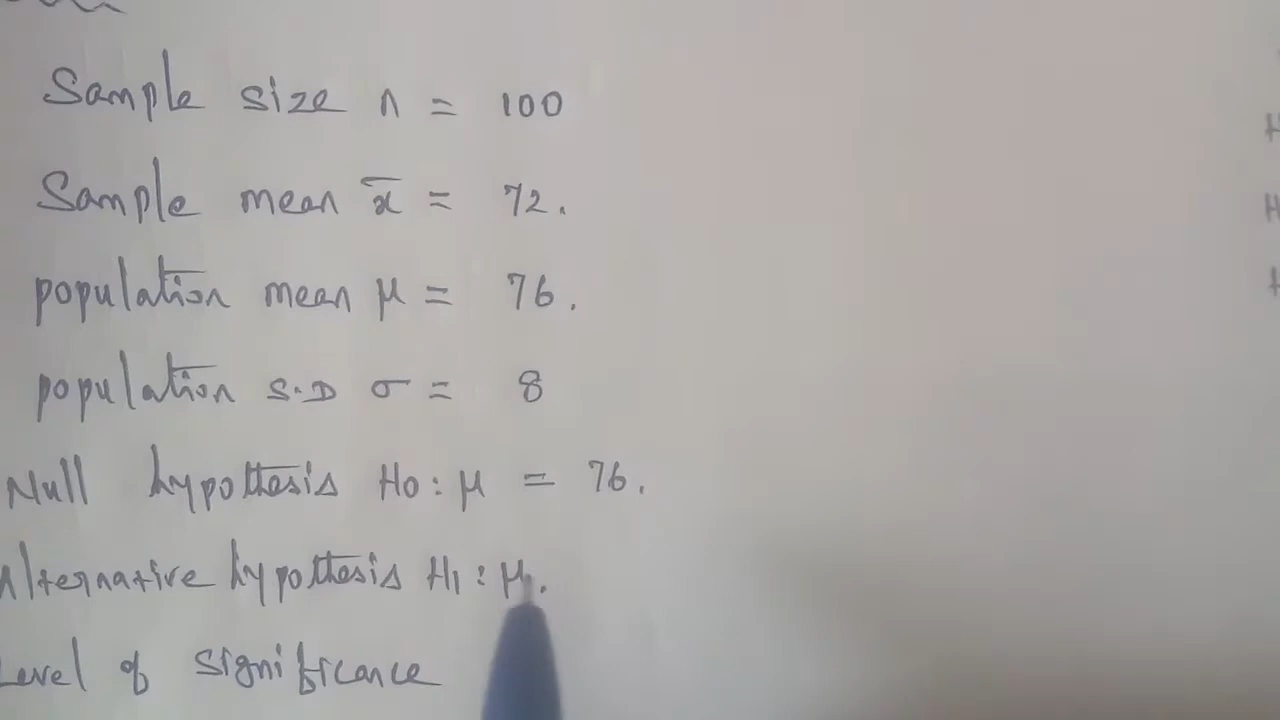 Sample size n = 100
Sample mean x̄ = 72.
population mean μ = 76.
population S.D σ = 8
Null hypothesis H0 : μ = 76.
Alternative hypothesis H1 : μ.
Level of significance
H
H